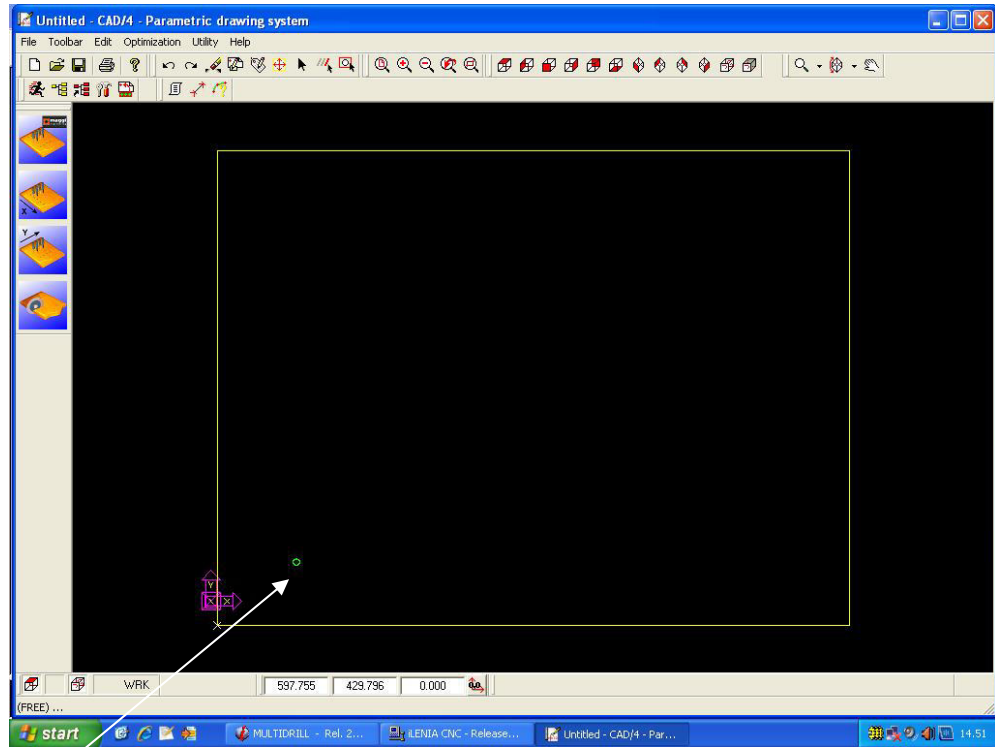 Untitled - CAD/4 - Parametric drawing system
File Toolbar Edit Optimization Utility Help
maggi
X
Y
Y
X X
WRK 597.755 429.796 0.000
(FREE) ...
start MULTIDRILL - Rel. 2... iLENIA CNC - Release... Untitled - CAD/4 - Par... 14.51